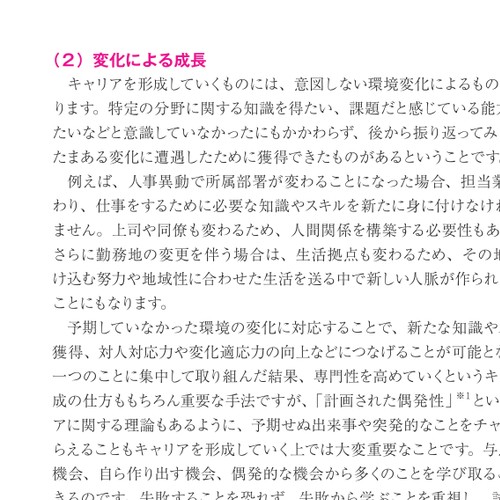 （2）変化による成長
キャリアを形成していくものには、意図しない環境変化によるもの
ります。特定の分野に関する知識を得たい、課題だと感じている能
たいなどと意識していなかったにもかかわらず、後から振り返ってみ
たまある変化に遭遇したために獲得できたものがあるということです
例えば、人事異動で所属部署が変わることになった場合、担当業
わり、仕事をするために必要な知識やスキルを新たに身に付けなけ
ません。上司や同僚も変わるため、人間関係を構築する必要性もあ
さらに勤務地の変更を伴う場合は、生活拠点も変わるため、その
け込む努力や地域性に合わせた生活を送る中で新しい人脈が作られ
ことにもなります。
予期していなかった環境の変化に対応することで、新たな知識や
獲得、対人対応力や変化適応力の向上などにつなげることが可能と
一つのことに集中して取り組んだ結果、専門性を高めていくというキ
成の仕方ももちろん重要な手法ですが、「計画された偶発性」※1とい
アに関する理論もあるように、予期せぬ出来事や突発的なことをチャ
らえることもキャリアを形成していく上では大変重要なことです。与
機会、自ら作り出す機会、偶発的な機会から多くのことを学び取る
きるのです。失敗することを恐れず、失敗から学ぶことを重視し、